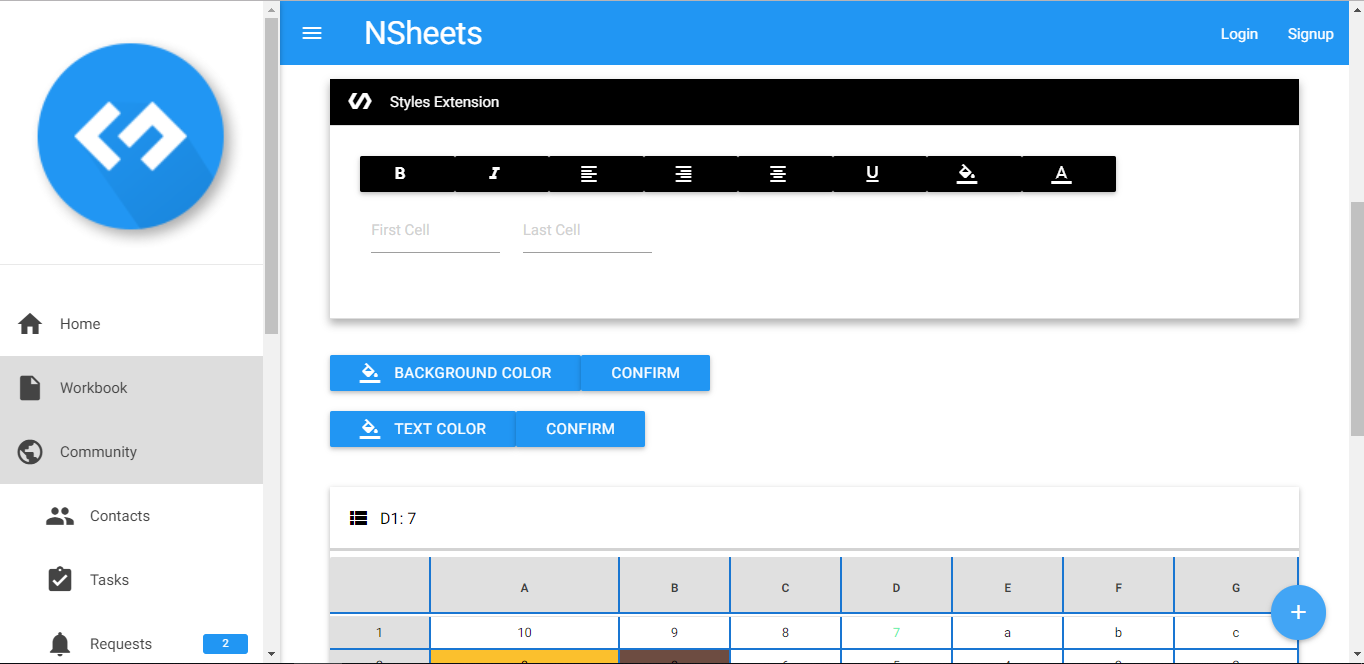 NSheets
Login Signup
Styles Extension
B I U A
First Cell Last Cell
Home
BACKGROUND COLOR CONFIRM
Workbook
TEXT COLOR CONFIRM
Community
Contacts
D1: 7
Tasks
A B C D E F G
1 10 9 8 7 a b c
Requests 2